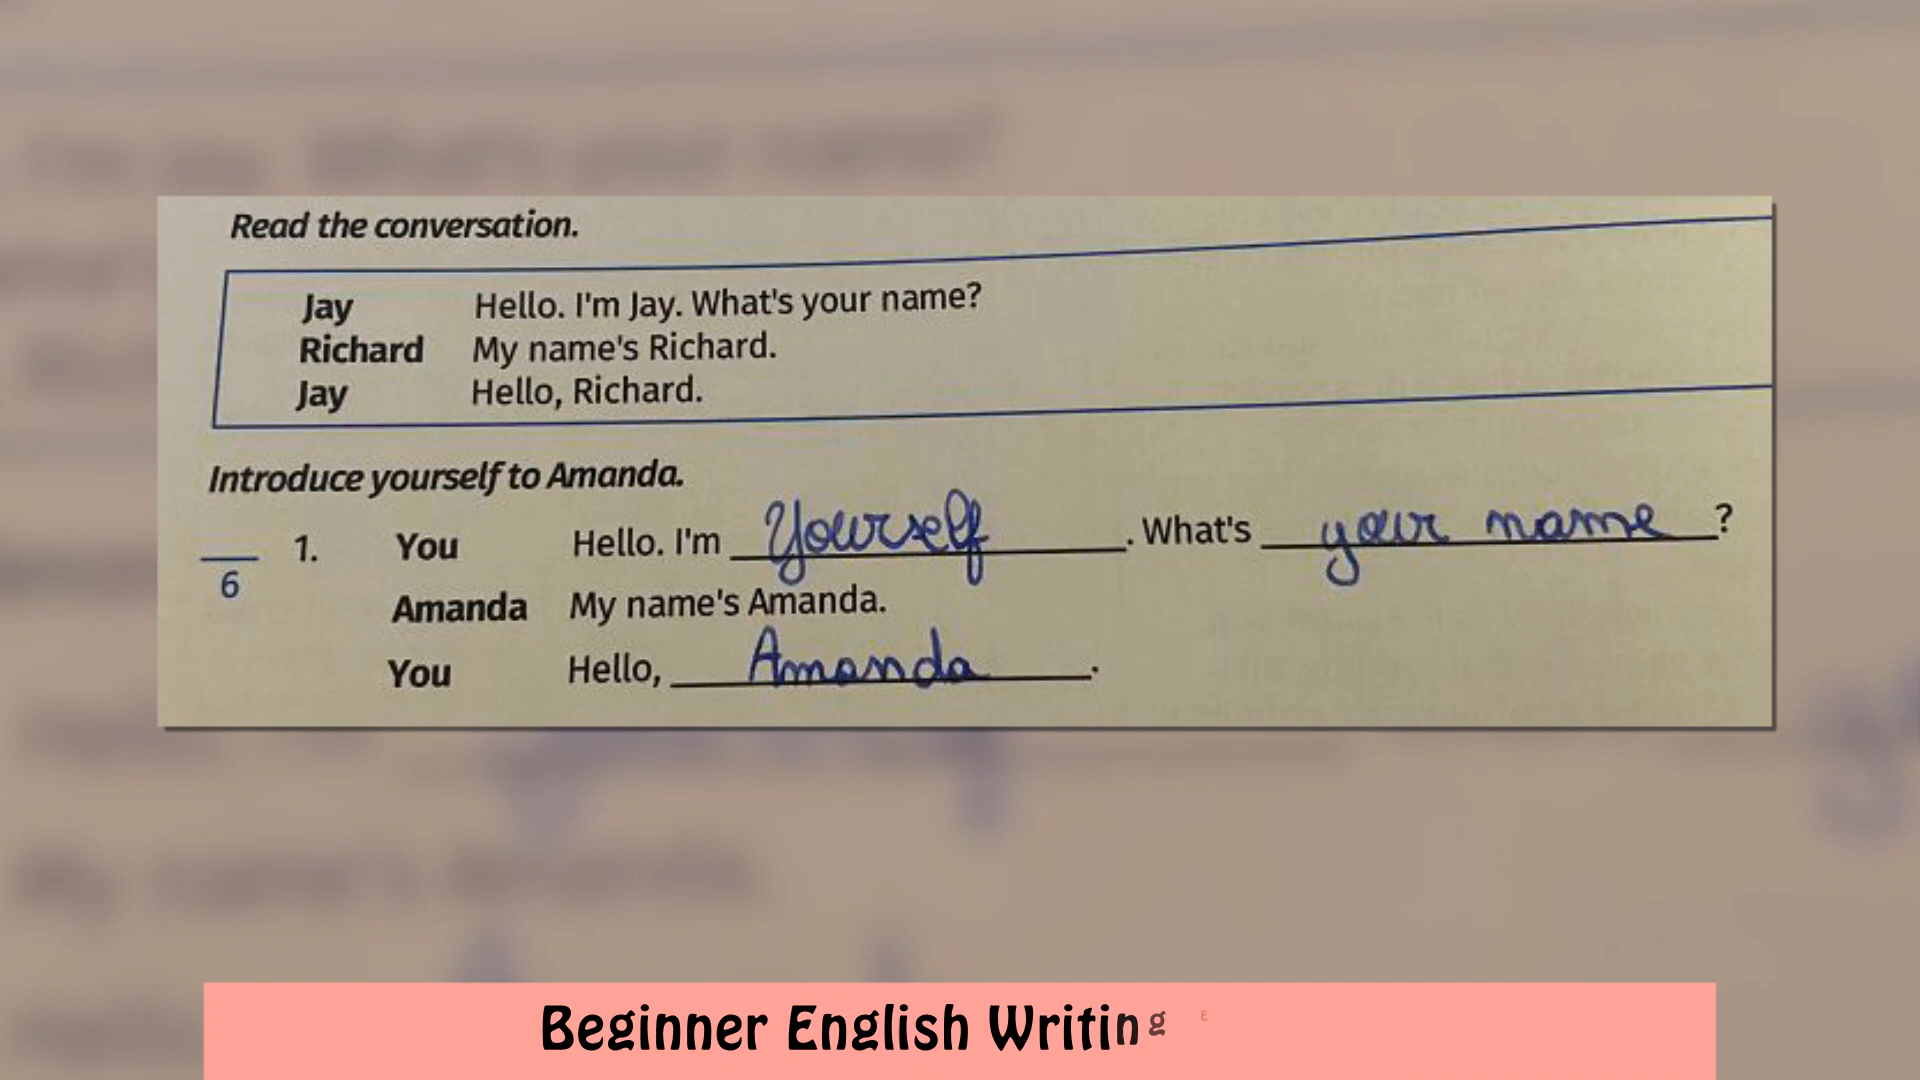 Read the conversation.
Jay Hello. I'm Jay. What's your name?
Richard My name's Richard.
Jay Hello, Richard.
Introduce yourself to Amanda.
6 1. You Hello. I'm Yourself. What's your name?
Amanda My name's Amanda.
You Hello, Amanda.
Beginner English Writing E